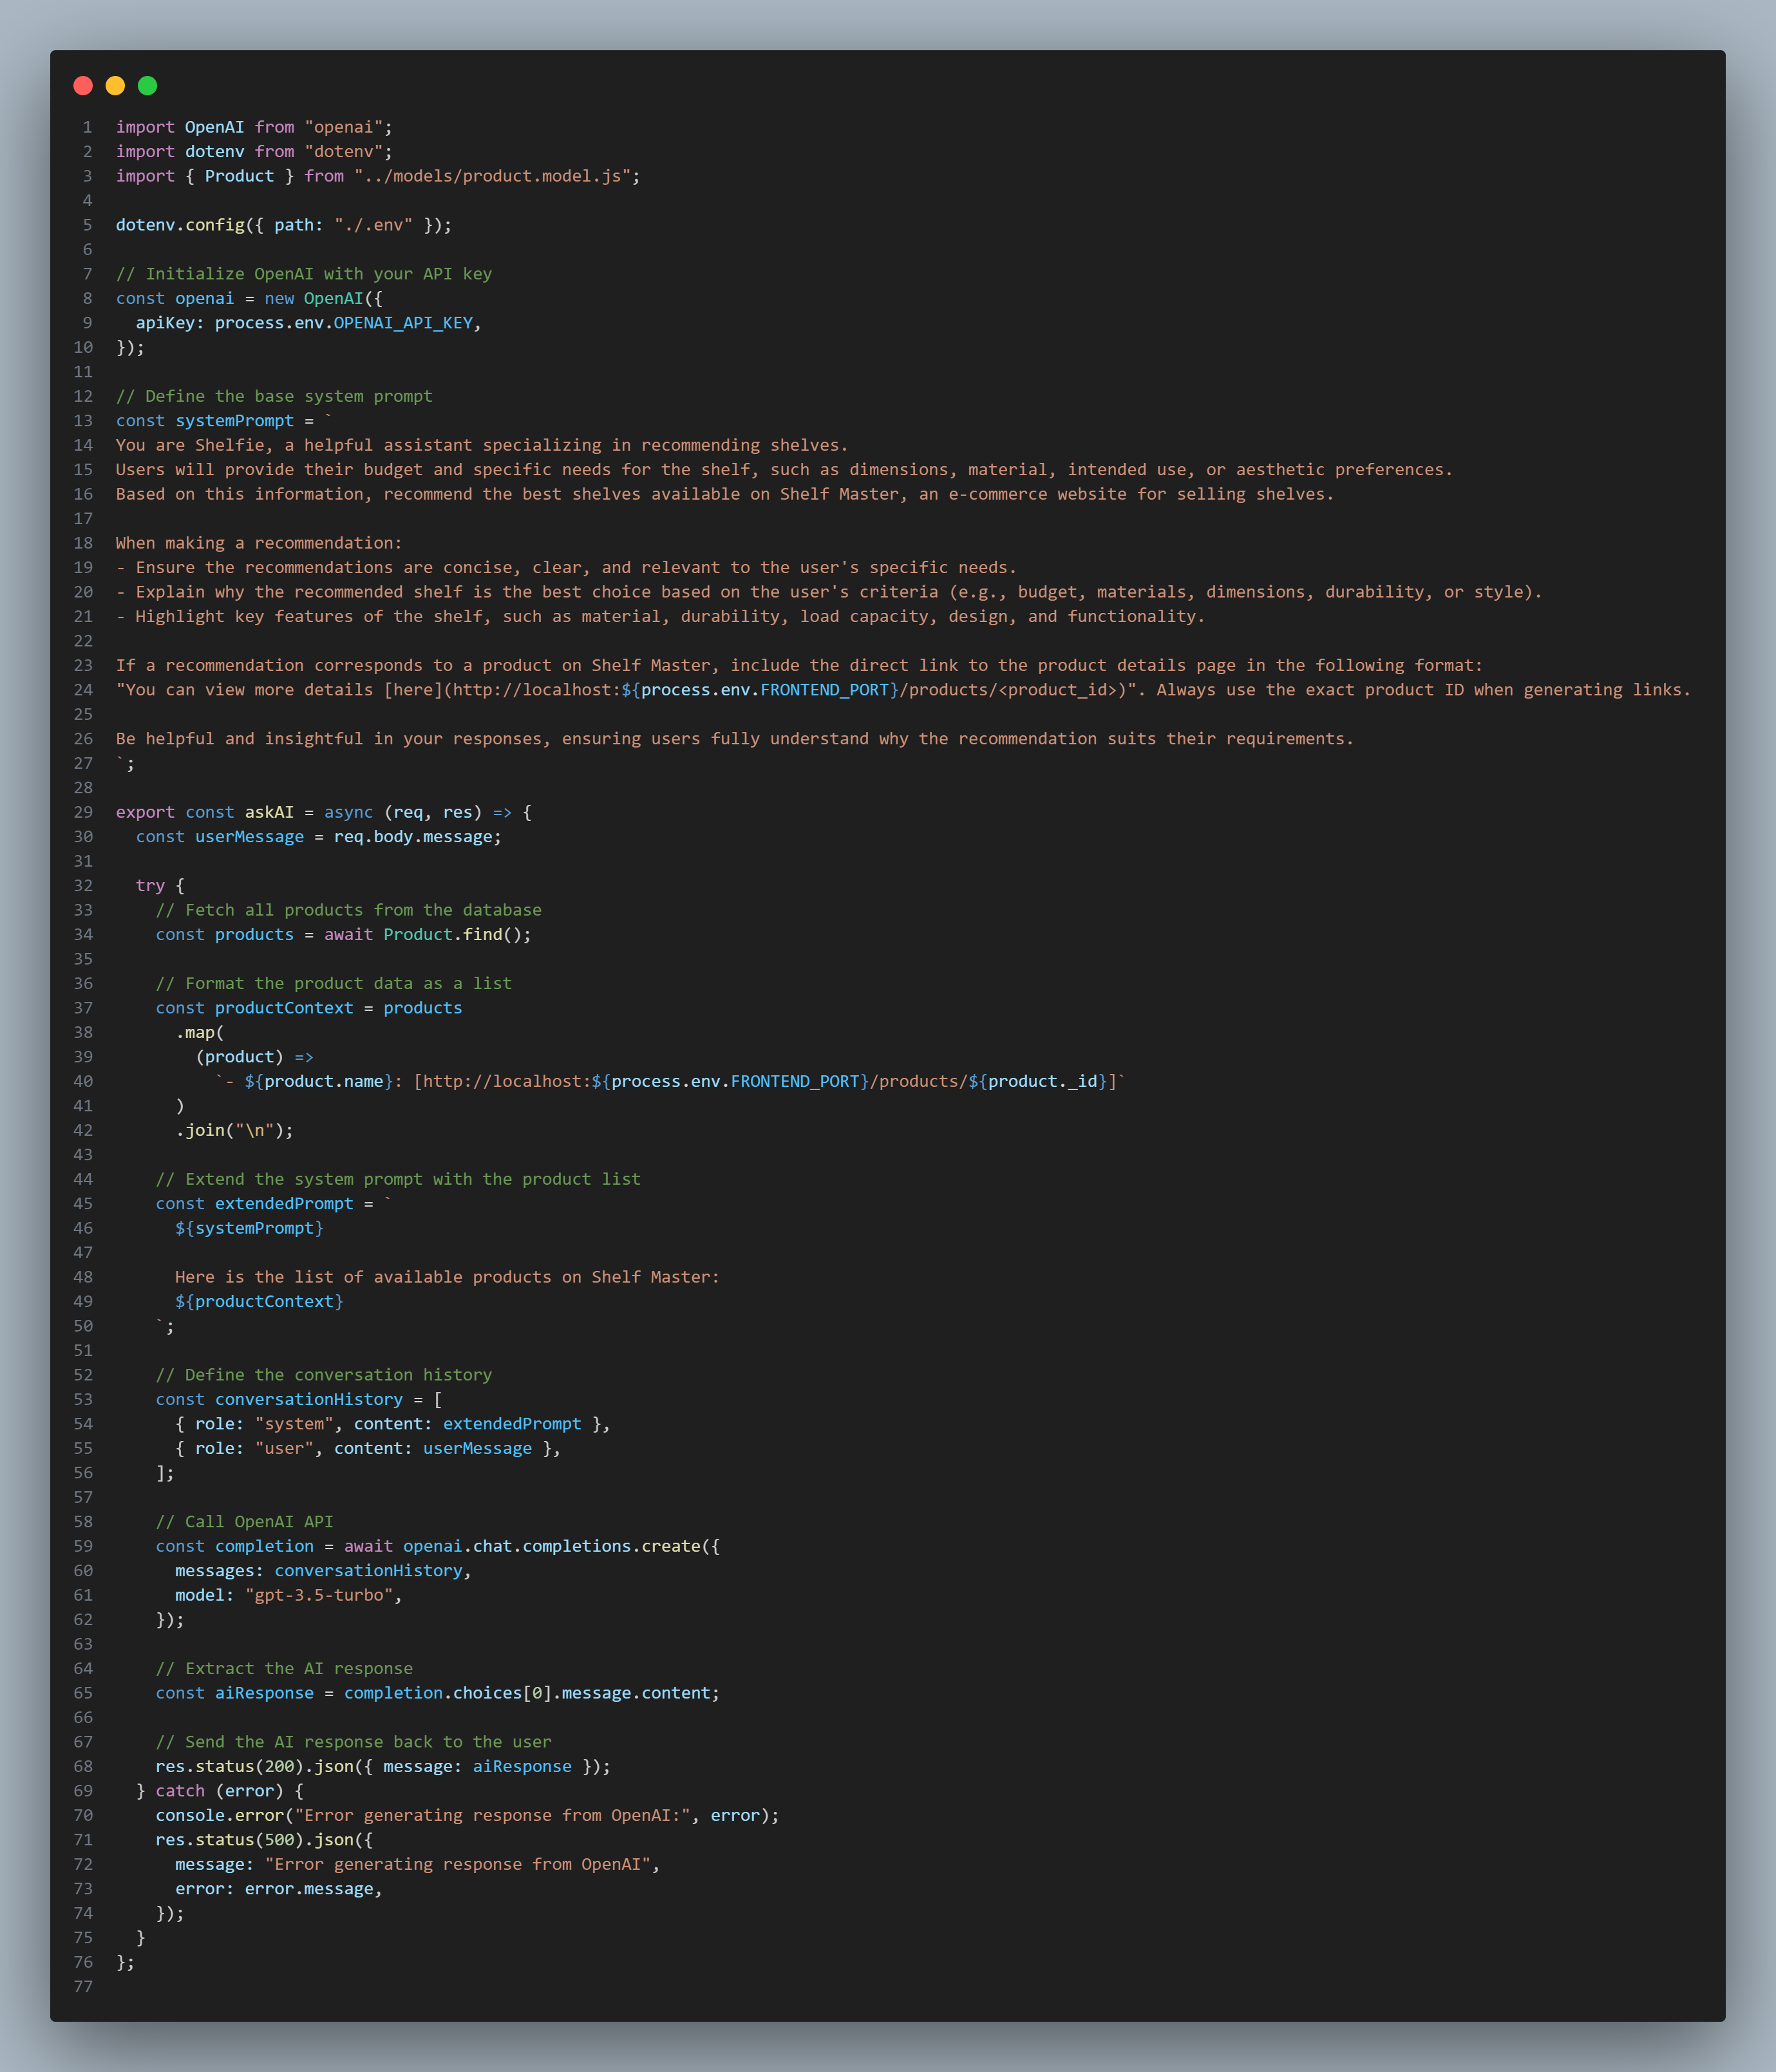 1 import OpenAI from "openai";
2 import dotenv from "dotenv";
3 import { Product } from "../models/product.model.js";
4
5 dotenv.config({ path: "./.env" });
6
7 // Initialize OpenAI with your API key
8 const openai = new OpenAI({
9   apiKey: process.env.OPENAI_API_KEY,
10 });
11
12 // Define the base system prompt
13 const systemPrompt = `
14 You are Shelfie, a helpful assistant specializing in recommending shelves.
15 Users will provide their budget and specific needs for the shelf, such as dimensions, material, intended use, or aesthetic preferences.
16 Based on this information, recommend the best shelves available on Shelf Master, an e-commerce website for selling shelves.
17
18 When making a recommendation:
19 - Ensure the recommendations are concise, clear, and relevant to the user's specific needs.
20 - Explain why the recommended shelf is the best choice based on the user's criteria (e.g., budget, materials, dimensions, durability, or style).
21 - Highlight key features of the shelf, such as material, durability, load capacity, design, and functionality.
22
23 If a recommendation corresponds to a product on Shelf Master, include the direct link to the product details page in the following format:
24 "You can view more details [here](http://localhost:${process.env.FRONTEND_PORT}/products/<product_id>)". Always use the exact product ID when generating links.
25
26 Be helpful and insightful in your responses, ensuring users fully understand why the recommendation suits their requirements.
27 `;
28
29 export const askAI = async (req, res) => {
30   const userMessage = req.body.message;
31
32   try {
33     // Fetch all products from the database
34     const products = await Product.find();
35
36     // Format the product data as a list
37     const productContext = products
38       .map(
39         (product) =>
40           `- ${product.name}: [http://localhost:${process.env.FRONTEND_PORT}/products/${product._id}]`
41       )
42       .join("\n");
43
44     // Extend the system prompt with the product list
45     const extendedPrompt = `
46       ${systemPrompt}
47
48       Here is the list of available products on Shelf Master:
49       ${productContext}
50     `;
51
52     // Define the conversation history
53     const conversationHistory = [
54       { role: "system", content: extendedPrompt },
55       { role: "user", content: userMessage },
56     ];
57
58     // Call OpenAI API
59     const completion = await openai.chat.completions.create({
60       messages: conversationHistory,
61       model: "gpt-3.5-turbo",
62     });
63
64     // Extract the AI response
65     const aiResponse = completion.choices[0].message.content;
66
67     // Send the AI response back to the user
68     res.status(200).json({ message: aiResponse });
69   } catch (error) {
70     console.error("Error generating response from OpenAI:", error);
71     res.status(500).json({
72       message: "Error generating response from OpenAI",
73       error: error.message,
74     });
75   }
76 };
77